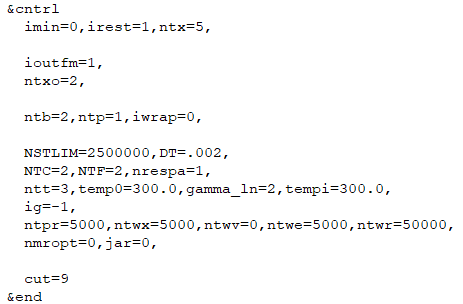 &cntrl
imin=0,irest=1,ntx=5,
ioutfm=1,
ntxo=2,
ntb=2,ntp=1,iwrap=0,
NSTLIM=2500000,DT=.002,
NTC=2,NTF=2,nrespa=1,
ntt=3,temp0=300.0,gamma_ln=2,tempi=300.0,
ig=-1,
ntpr=5000,ntwx=5000,ntwv=0,ntwe=5000,ntwr=50000,
nmropt=0,jar=0,
cut=9
&end